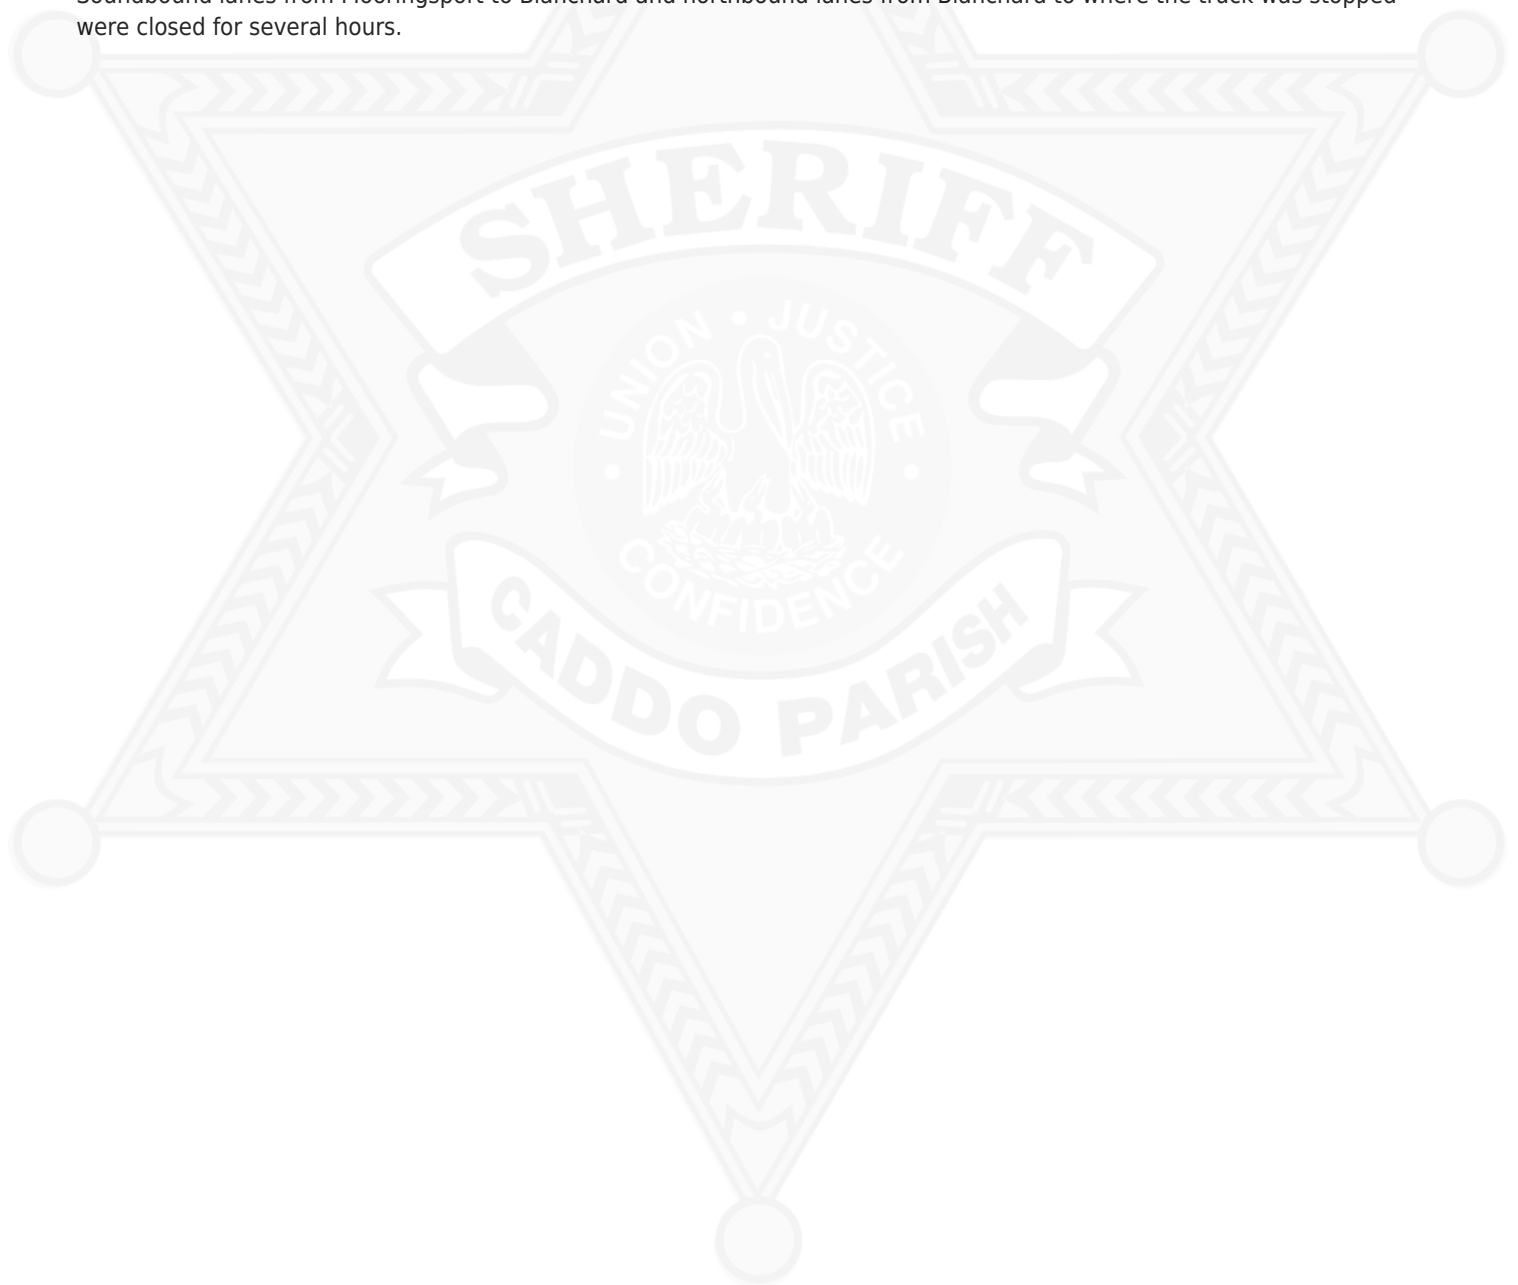 Soundbound lanes from Mooringsport to Blanchard and northbound lanes from Blanchard to where the truck was stopped
were closed for several hours.
SHERIFF
UNION • JUSTICE
CONFIDENCE
CADDO PARISH